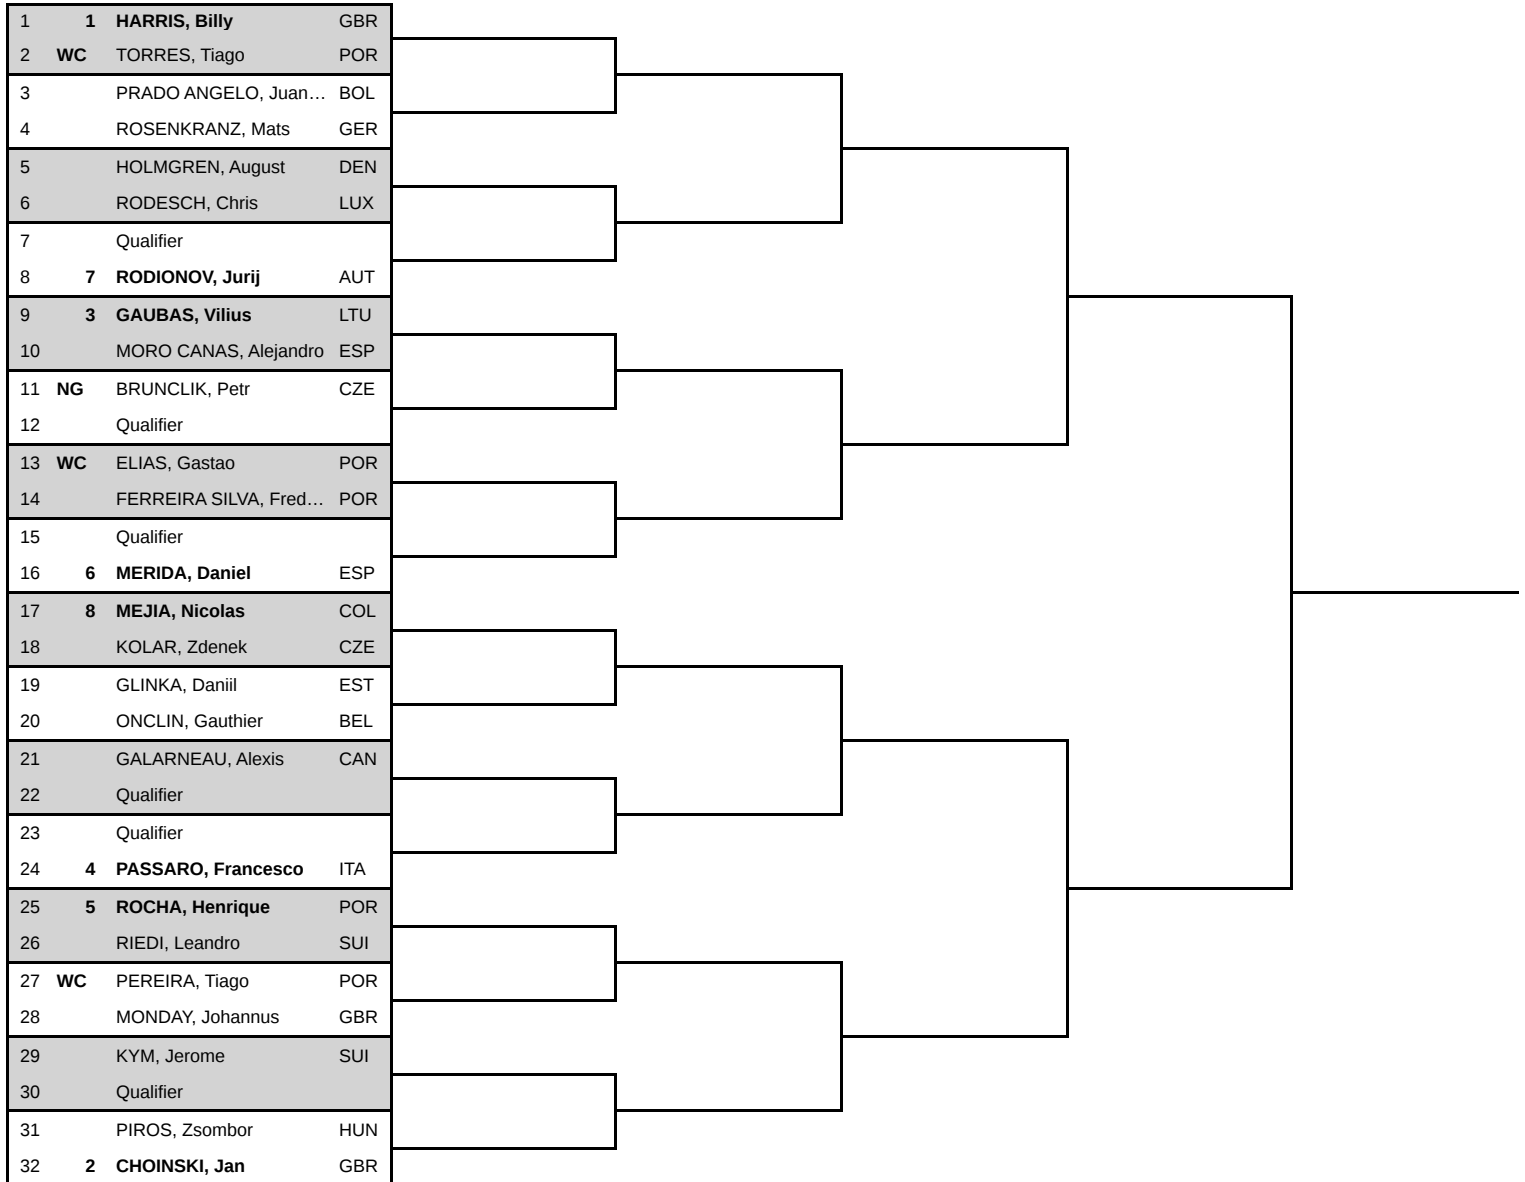 1 1 HARRIS, Billy GBR
2 WC TORRES, Tiago POR
3 PRADO ANGELO, Juan… BOL
4 ROSENKRANZ, Mats GER
5 HOLMGREN, August DEN
6 RODESCH, Chris LUX
7 Qualifier
8 7 RODIONOV, Jurij AUT
9 3 GAUBAS, Vilius LTU
10 MORO CANAS, Alejandro ESP
11 NG BRUNCLIK, Petr CZE
12 Qualifier
13 WC ELIAS, Gastao POR
14 FERREIRA SILVA, Fred… POR
15 Qualifier
16 6 MERIDA, Daniel ESP
17 8 MEJIA, Nicolas COL
18 KOLAR, Zdenek CZE
19 GLINKA, Daniil EST
20 ONCLIN, Gauthier BEL
21 GALARNEAU, Alexis CAN
22 Qualifier
23 Qualifier
24 4 PASSARO, Francesco ITA
25 5 ROCHA, Henrique POR
26 RIEDI, Leandro SUI
27 WC PEREIRA, Tiago POR
28 MONDAY, Johannus GBR
29 KYM, Jerome SUI
30 Qualifier
31 PIROS, Zsombor HUN
32 2 CHOINSKI, Jan GBR